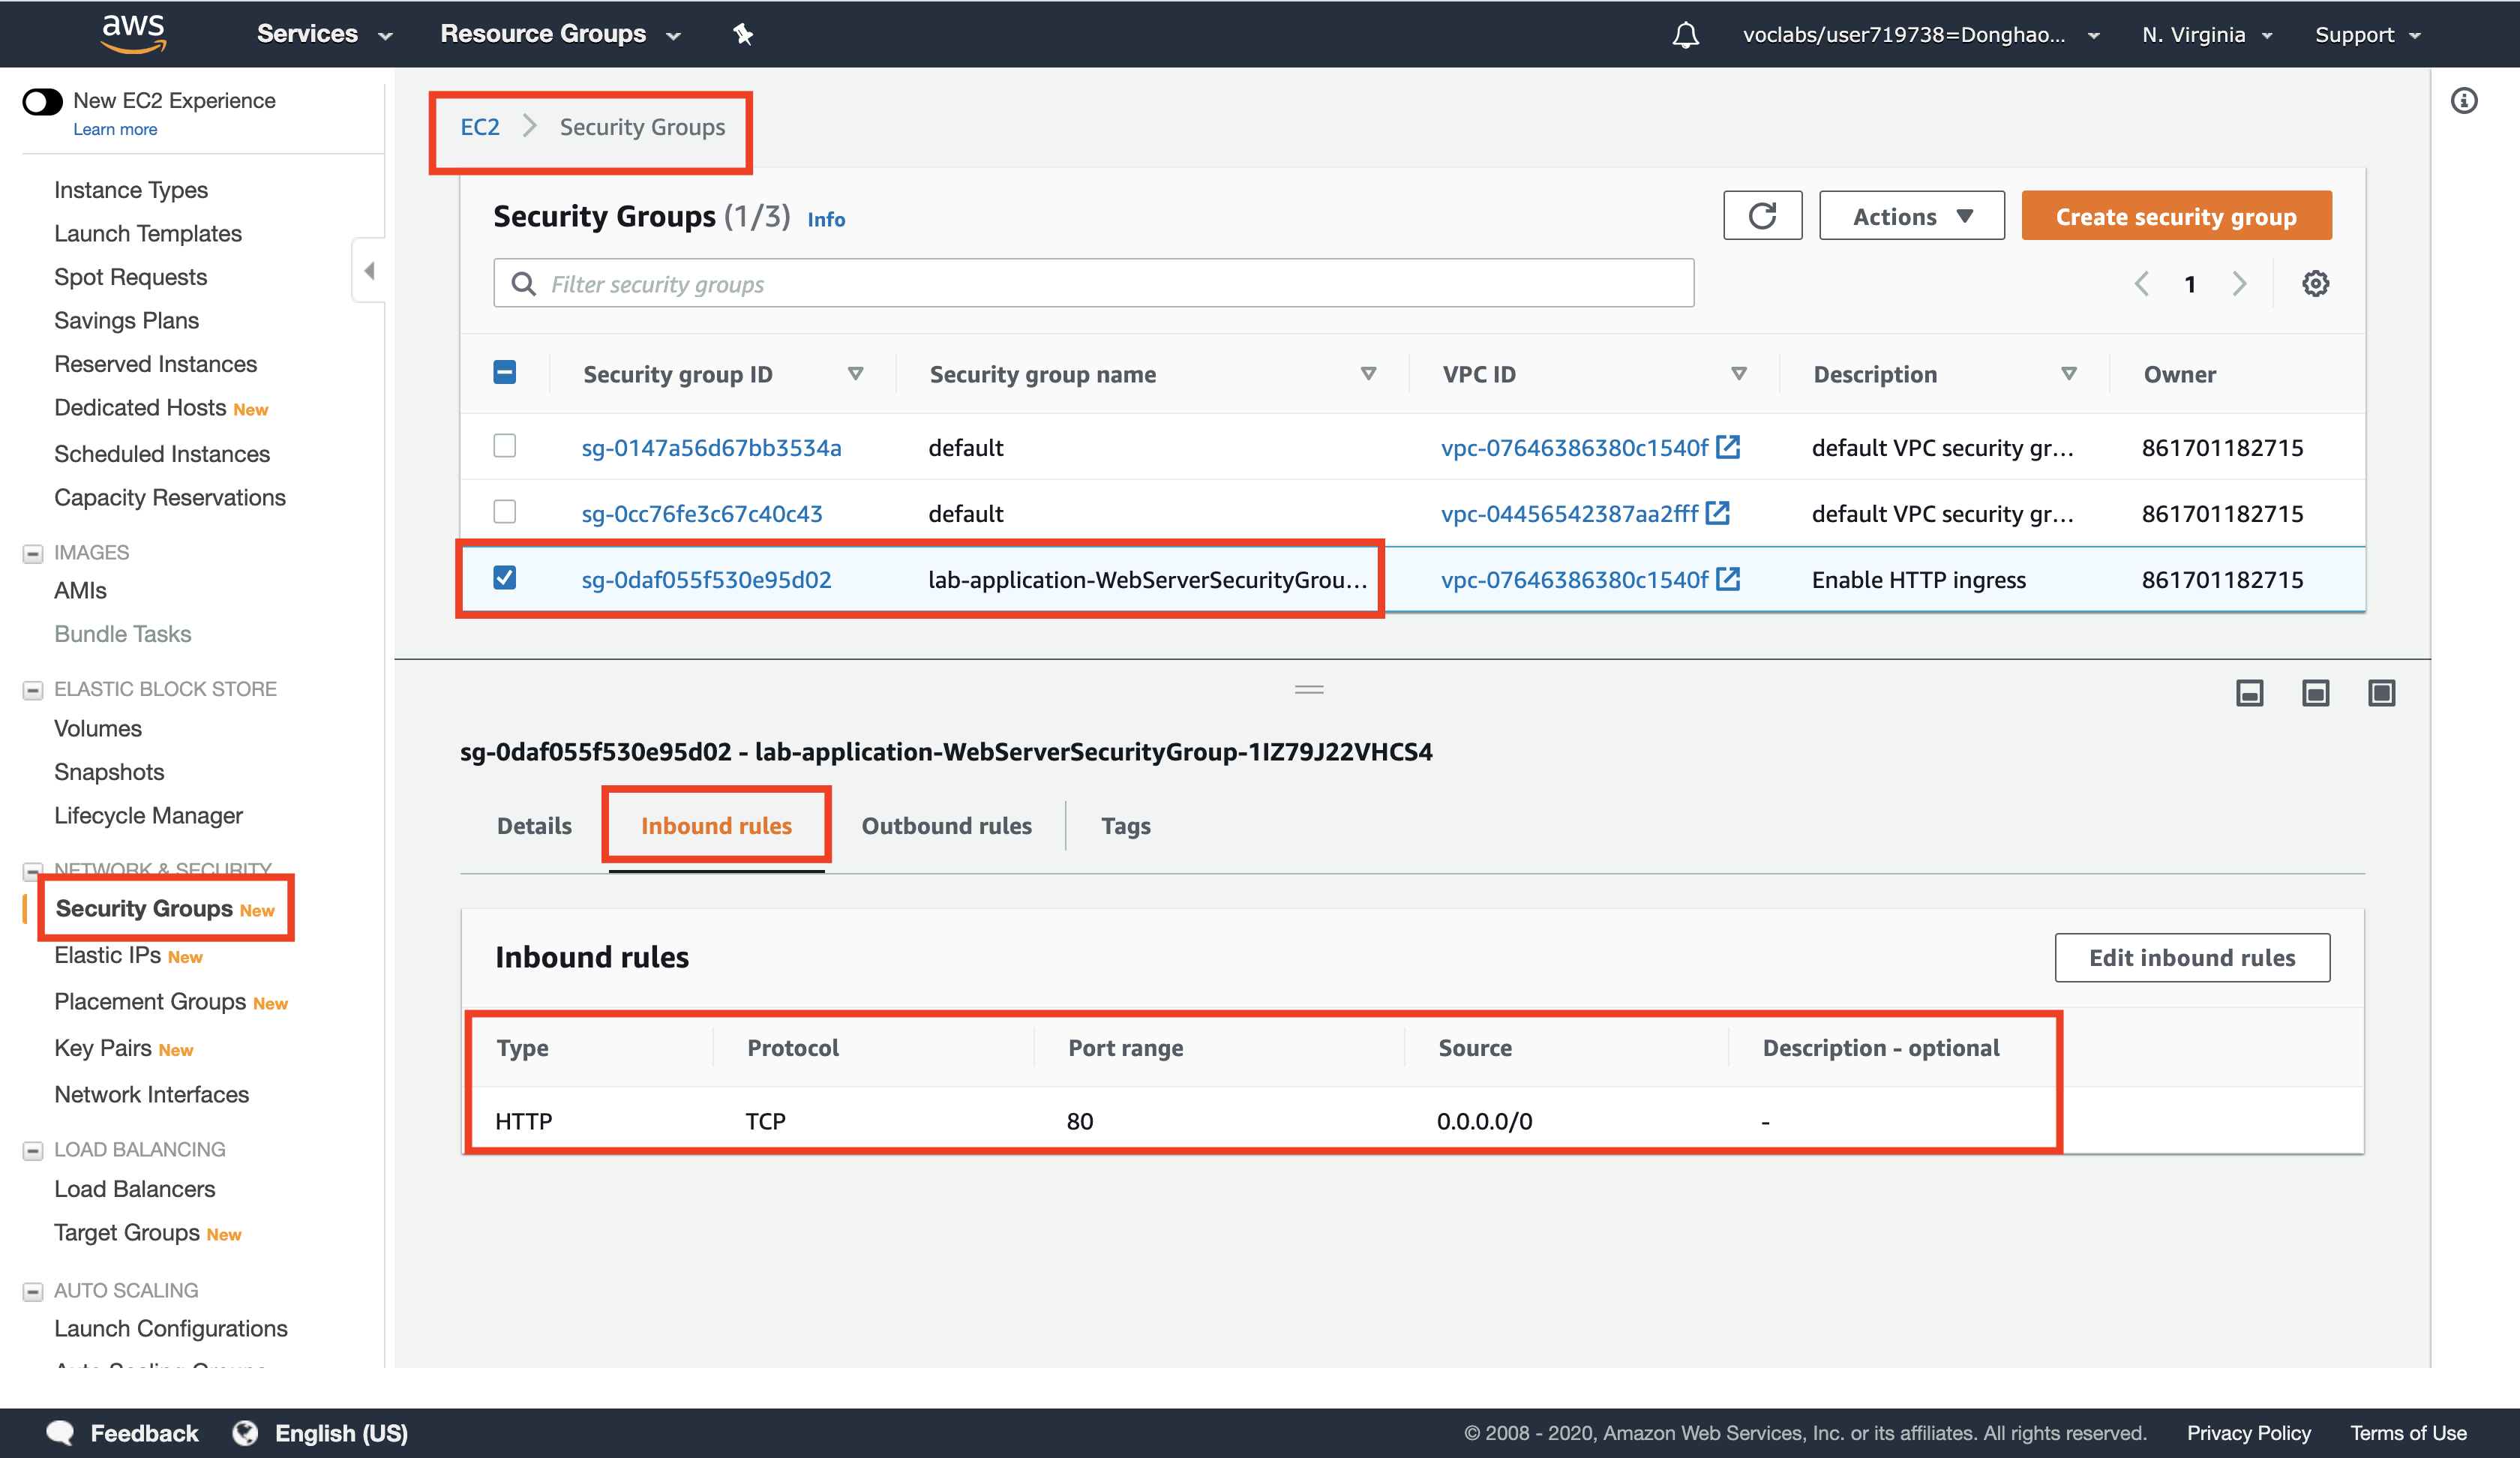 aws Services Resource Groups voclabs/user719738=Donghao... N. Virginia Support
New EC2 Experience
Learn more
Instance Types
Launch Templates
Spot Requests
Savings Plans
Reserved Instances
Dedicated Hosts New
Scheduled Instances
Capacity Reservations
IMAGES
AMIs
Bundle Tasks
ELASTIC BLOCK STORE
Volumes
Snapshots
Lifecycle Manager
NETWORK & SECURITY
Security Groups New
Elastic IPs New
Placement Groups New
Key Pairs New
Network Interfaces
LOAD BALANCING
Load Balancers
Target Groups New
AUTO SCALING
Launch Configurations
Auto Scaling Groups
EC2 > Security Groups
Security Groups (1/3) Info
Actions
Create security group
Filter security groups
1
Security group ID Security group name VPC ID Description Owner
sg-0147a56d67bb3534a default vpc-07646386380c1540f default VPC security gr... 861701182715
sg-0cc76fe3c67c40c43 default vpc-04456542387aa2fff default VPC security gr... 861701182715
sg-0daf055f530e95d02 lab-application-WebServerSecurityGrou... vpc-07646386380c1540f Enable HTTP ingress 861701182715
sg-0daf055f530e95d02 - lab-application-WebServerSecurityGroup-1IZ79J22VHCS4
Details Inbound rules Outbound rules Tags
Inbound rules
Edit inbound rules
Type Protocol Port range Source Description - optional
HTTP TCP 80 0.0.0.0/0 -
Feedback English (US) © 2008 - 2020, Amazon Web Services, Inc. or its affiliates. All rights reserved. Privacy Policy Terms of Use